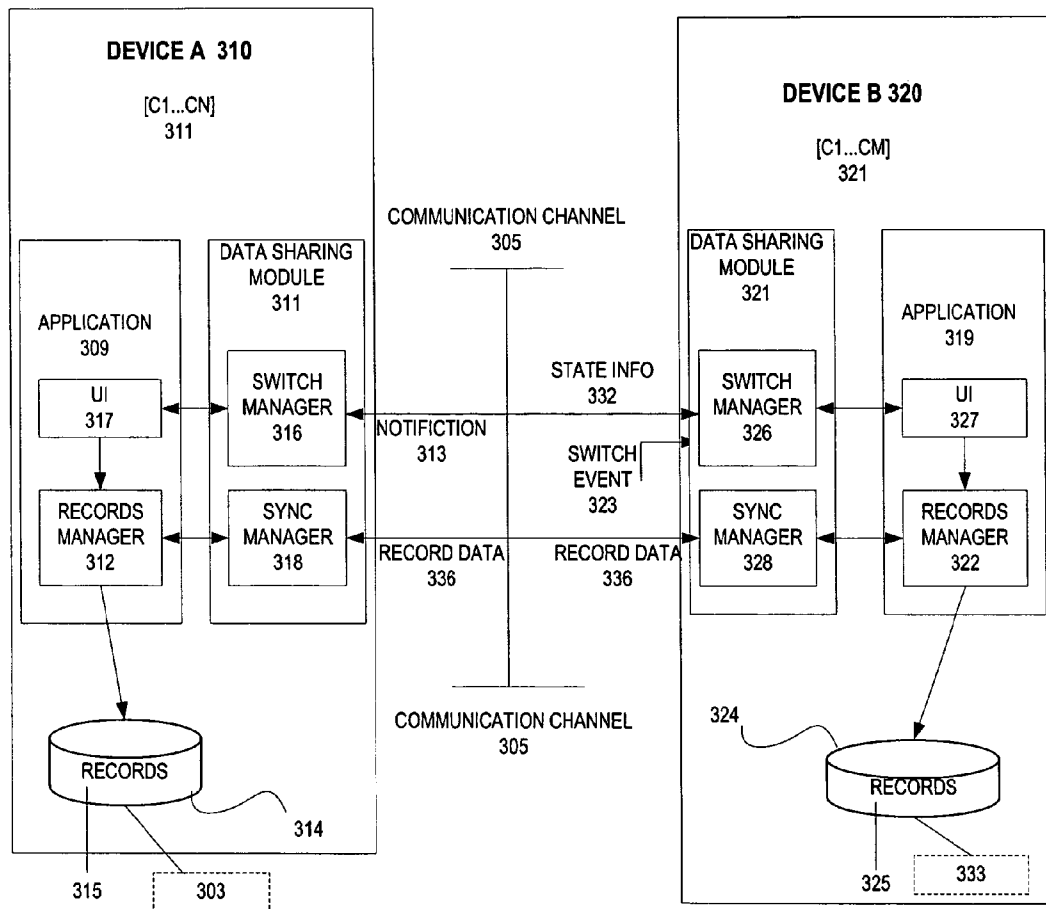 DEVICE A 310
[C1...CN]
311
APPLICATION
309
UI
317
RECORDS
MANAGER
312
DATA SHARING
MODULE
311
SWITCH
MANAGER
316
SYNC
MANAGER
318
RECORDS
315
303
314
COMMUNICATION CHANNEL
305
STATE INFO
332
NOTIFICTION
313
SWITCH
EVENT
323
RECORD DATA
336
RECORD DATA
336
COMMUNICATION CHANNEL
305
DEVICE B 320
[C1...CM]
321
DATA SHARING
MODULE
321
SWITCH
MANAGER
326
SYNC
MANAGER
328
APPLICATION
319
UI
327
RECORDS
MANAGER
322
324
RECORDS
325
333